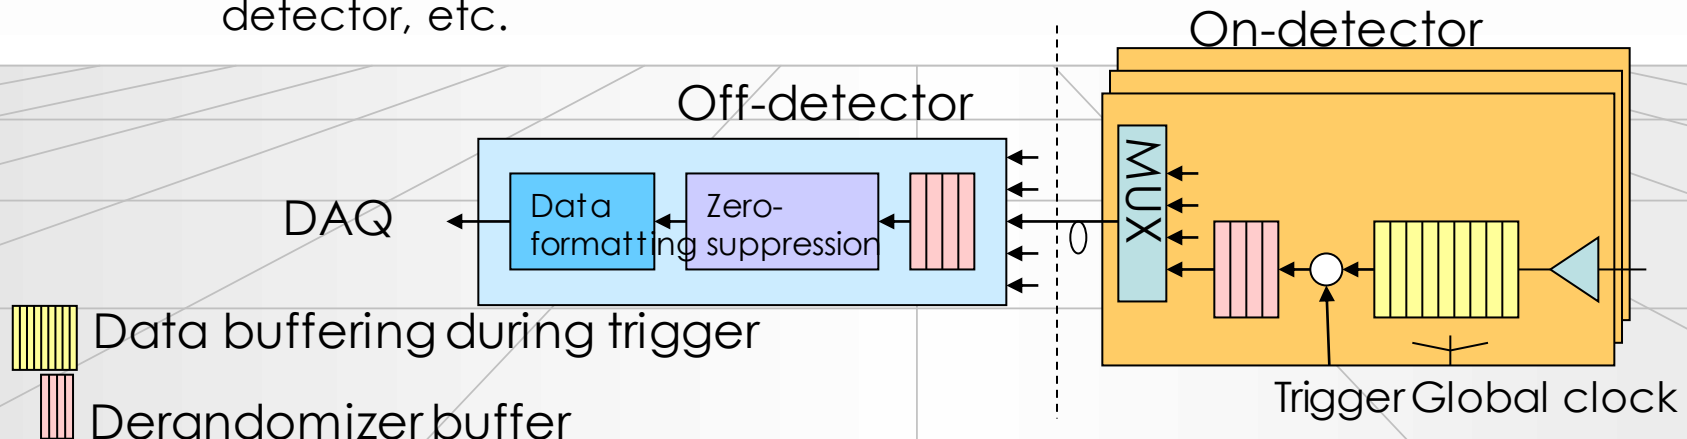 detector, etc.
On-detector
Off-detector
MUX
DAQ
Data
formatting
Zero-
suppression
Data buffering during trigger
Trigger
Global clock
Derandomizer buffer